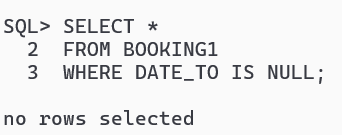 SQL> SELECT *
  2  FROM BOOKING1
  3  WHERE DATE_TO IS NULL;
no rows selected